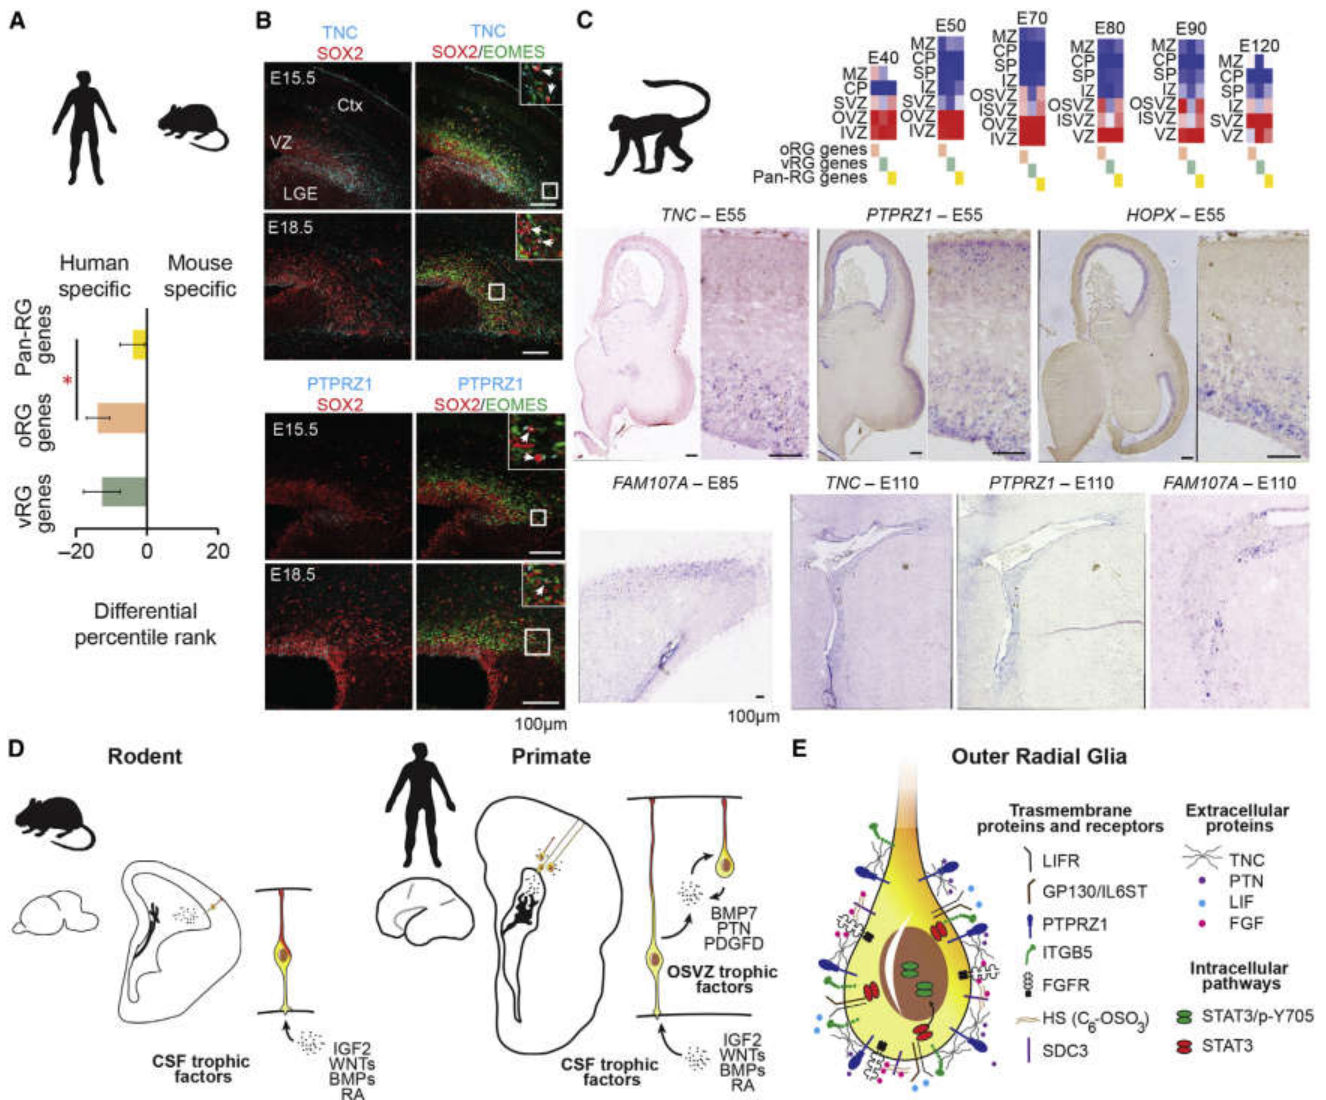 A
Human
specific
Mouse
specific
Pan-RG
genes
*
oRG
genes
vRG
genes
–20
0
20
Differential
percentile rank
B
TNC
SOX2
TNC
SOX2/EOMES
E15.5
Ctx
VZ
LGE
E18.5
PTPRZ1
SOX2
PTPRZ1
SOX2/EOMES
E15.5
E18.5
100µm
C
E40
MZ
CP
SVZ
OVZ
IVZ
E50
MZ
CP
SP
SVZ
OVZ
IVZ
E70
MZ
CP
SP
IZ
OSVZ
ISVZ
OVZ
IVZ
E80
MZ
CP
SP
IZ
OSVZ
ISVZ
VZ
E90
MZ
CP
SP
IZ
OSVZ
ISVZ
VZ
E120
MZ
CP
SP
IZ
SVZ
VZ
oRG genes
vRG genes
Pan-RG genes
TNC – E55
PTPRZ1 – E55
HOPX – E55
FAM107A – E85
TNC – E110
PTPRZ1 – E110
FAM107A – E110
100µm
D
Rodent
CSF trophic
factors
IGF2
WNTs
BMPs
RA
Primate
BMP7
PTN
PDGFD
OSVZ trophic
factors
CSF trophic
factors
IGF2
WNTs
BMPs
RA
E
Outer Radial Glia
Trasmembrane
proteins and receptors
LIFR
GP130/IL6ST
PTPRZ1
ITGB5
FGFR
HS (C6-OSO3)
SDC3
Extracellular
proteins
TNC
PTN
LIF
FGF
Intracellular
pathways
STAT3/p-Y705
STAT3